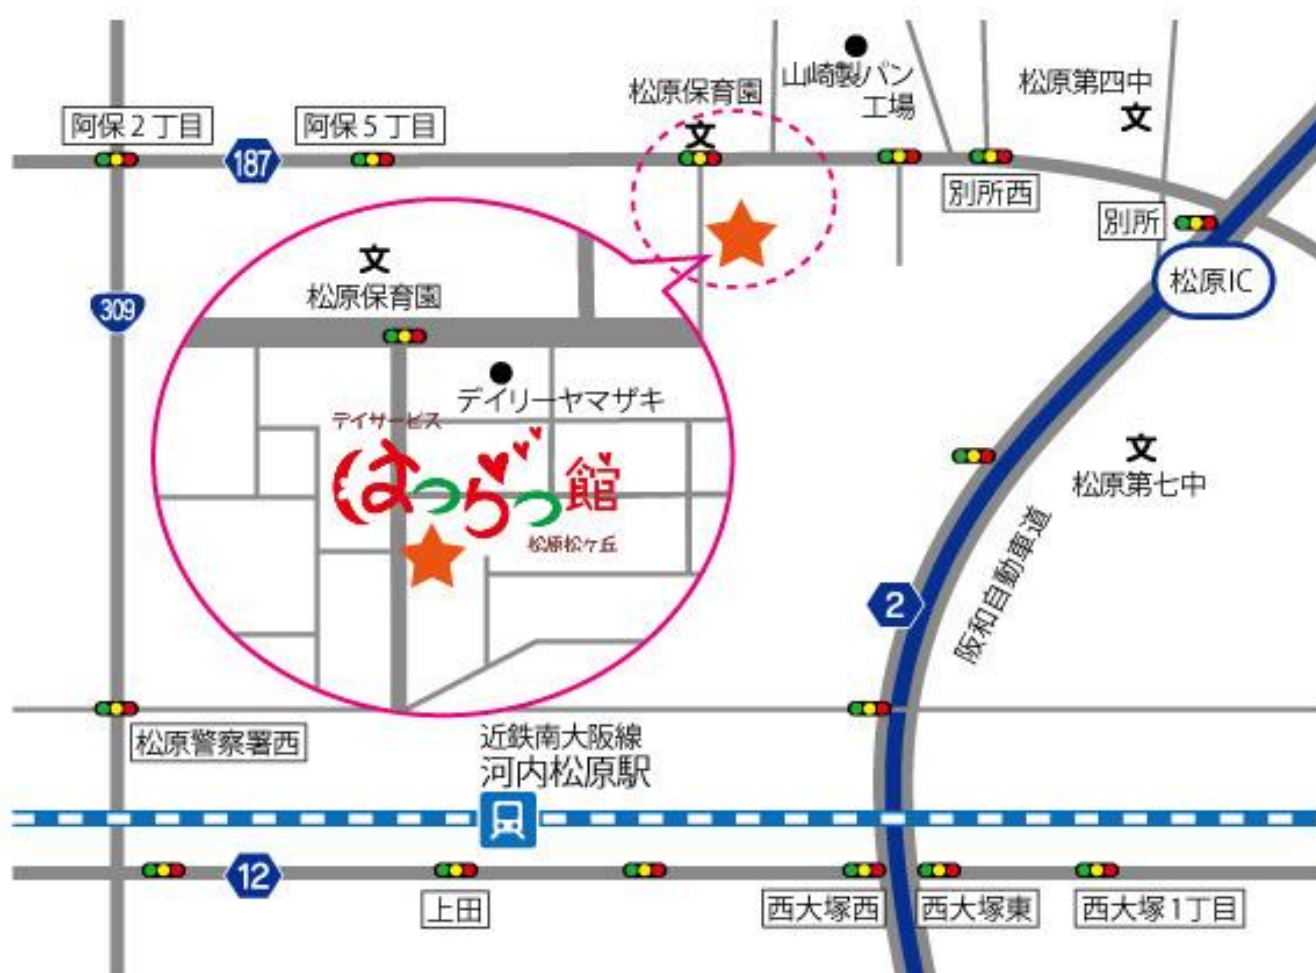 山崎製パン
工場
松原保育園
松原第四中
文
文
阿保2丁目
阿保5丁目
187
別所西
別所
松原IC
文
松原保育園
309
デイリーヤマザキ
デイサービス
はつらつ館
松原松ケ丘
文
松原第七中
阪和自動車道
2
松原警察署西
近鉄南大阪線
河内松原駅
12
上田
西大塚西
西大塚東
西大塚1丁目